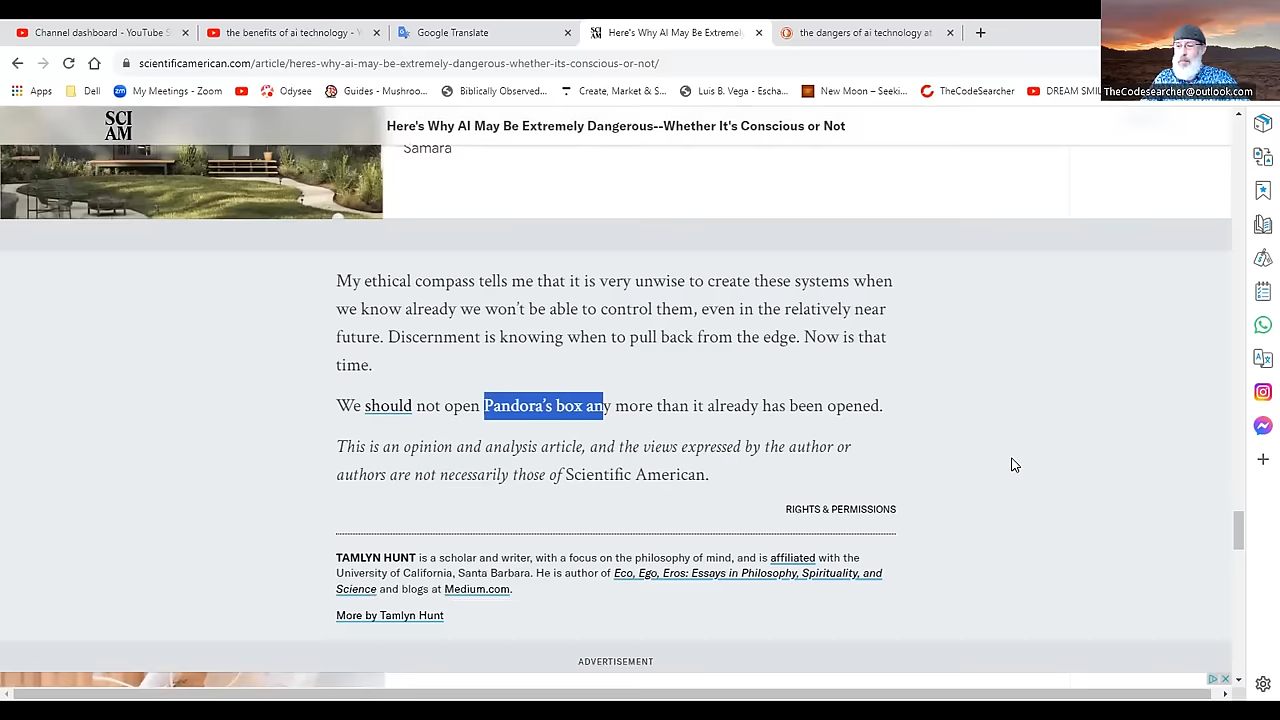 Channel dashboard - YouTube S
the benefits of ai technology -
Google Translate
Here's Why AI May Be Extremely
the dangers of ai technology at
scientificamerican.com/article/heres-why-ai-may-be-extremely-dangerous-whether-its-conscious-or-not/
TheCodesearcher@outlook.com
Apps
Dell
My Meetings - Zoom
Odysee
Guides - Mushroo...
Biblically Observed...
Create, Market & S...
Luis B. Vega - Escha...
New Moon – Seeki...
TheCodeSearcher
DREAM SMIL
SCI
AM
Here's Why AI May Be Extremely Dangerous--Whether It's Conscious or Not
Samara
My ethical compass tells me that it is very unwise to create these systems when
we know already we won’t be able to control them, even in the relatively near
future. Discernment is knowing when to pull back from the edge. Now is that
time.
We should not open Pandora’s box any more than it already has been opened.
This is an opinion and analysis article, and the views expressed by the author or
authors are not necessarily those of Scientific American.
RIGHTS & PERMISSIONS
TAMLYN HUNT is a scholar and writer, with a focus on the philosophy of mind, and is affiliated with the
University of California, Santa Barbara. He is author of Eco, Ego, Eros: Essays in Philosophy, Spirituality, and
Science and blogs at Medium.com.
More by Tamlyn Hunt
ADVERTISEMENT